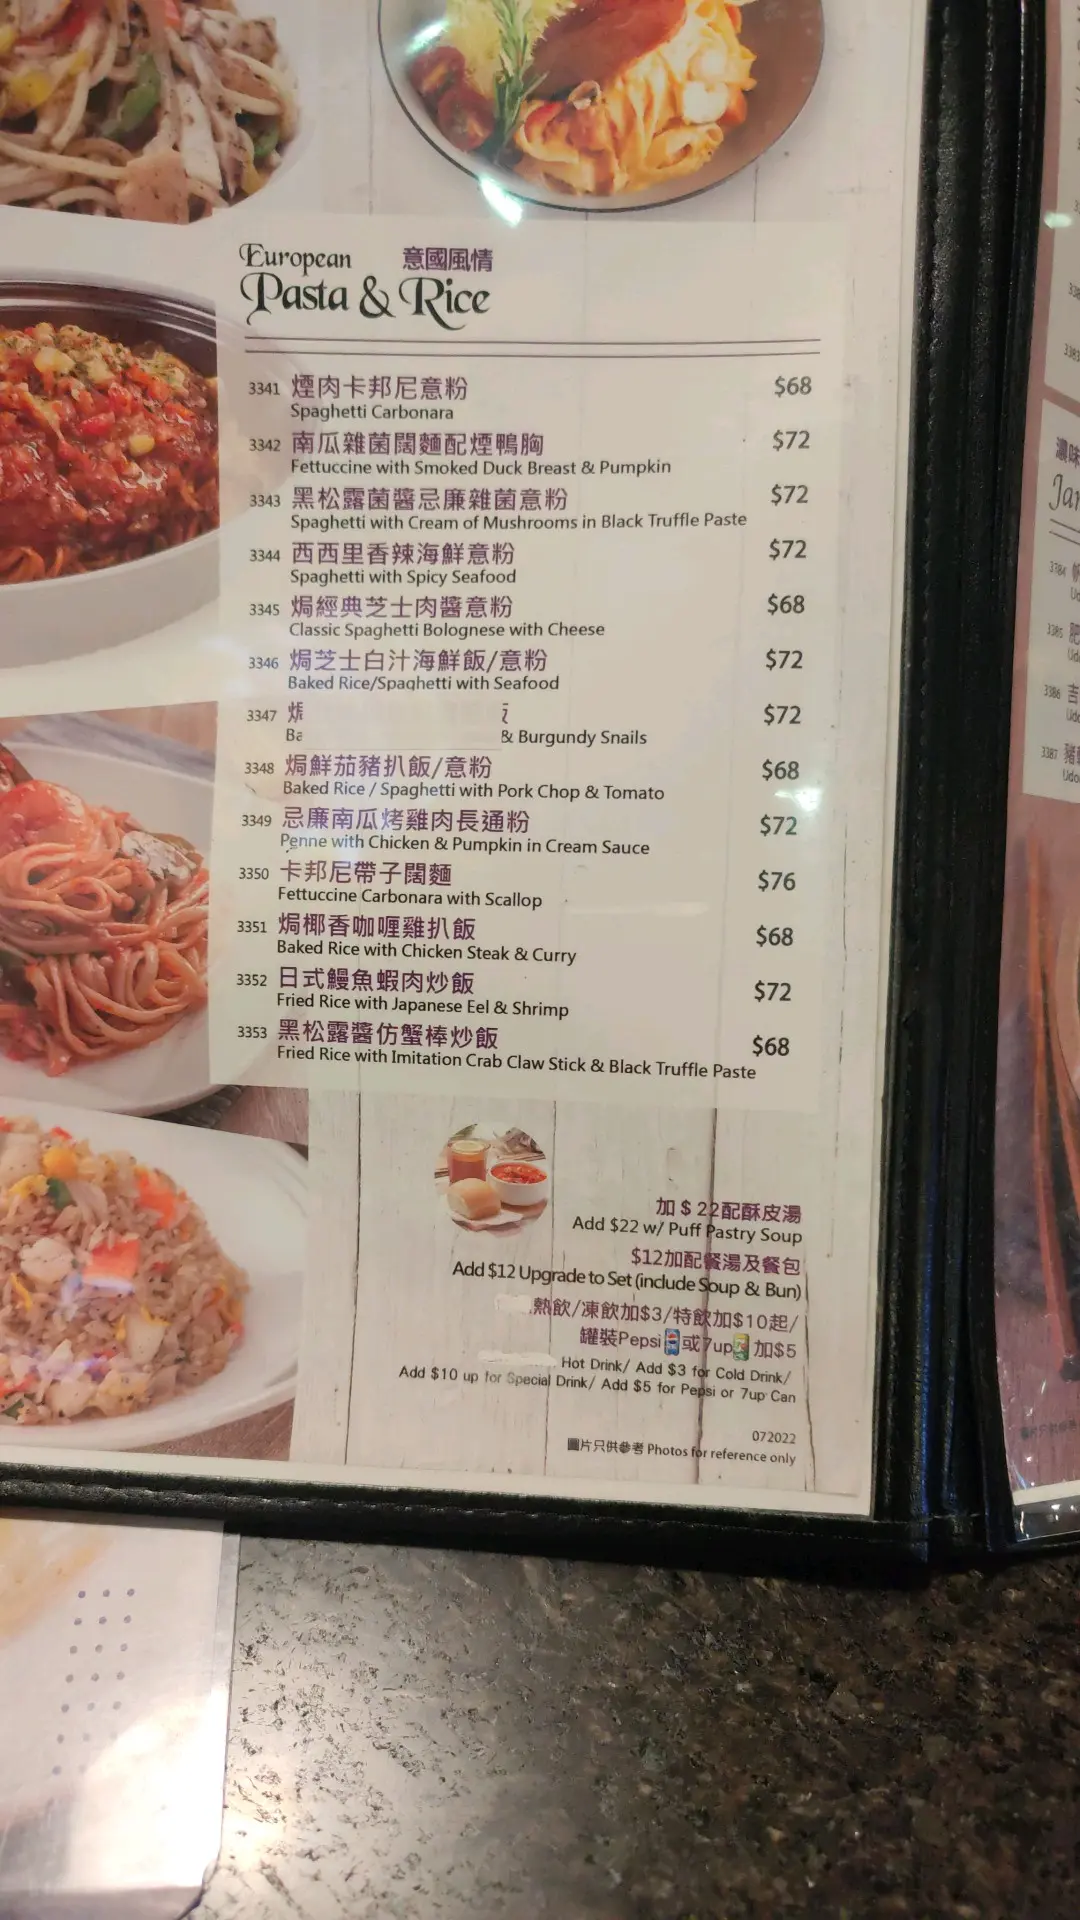 European 意國風情
Pasta & Rice
3341 煙肉卡邦尼意粉 $68
Spaghetti Carbonara
3342 南瓜雜菌闊麵配煙鴨胸 $72
Fettuccine with Smoked Duck Breast & Pumpkin
3343 黑松露菌醬忌廉雜菌意粉 $72
Spaghetti with Cream of Mushrooms in Black Truffle Paste
3344 西西里香辣海鮮意粉 $72
Spaghetti with Spicy Seafood
3345 焗經典芝士肉醬意粉 $68
Classic Spaghetti Bolognese with Cheese
3346 焗芝士白汁海鮮飯/意粉 $72
Baked Rice/Spaghetti with Seafood
3347 $72
& Burgundy Snails
3348 焗鮮茄豬扒飯/意粉 $68
Baked Rice / Spaghetti with Pork Chop & Tomato
3349 忌廉南瓜烤雞肉長通粉 $72
Penne with Chicken & Pumpkin in Cream Sauce
3350 卡邦尼帶子闊麵 $76
Fettuccine Carbonara with Scallop
3351 焗椰香咖喱雞扒飯 $68
Baked Rice with Chicken Steak & Curry
3352 日式鰻魚蝦肉炒飯 $72
Fried Rice with Japanese Eel & Shrimp
3353 黑松露醬仿蟹棒炒飯 $68
Fried Rice with Imitation Crab Claw Stick & Black Truffle Paste
加 $ 22配酥皮湯
Add $22 w/ Puff Pastry Soup
$12加配餐湯及餐包
Add $12 Upgrade to Set (include Soup & Bun)
熱飲/凍飲加$3/特飲加$10起/
罐裝Pepsi或7up加$5
Hot Drink/ Add $3 for Cold Drink/
Add $10 up for Special Drink/ Add $5 for Pepsi or 7up Can
072022
圖片只供參考 Photos for reference only
濃味
3384
3385 肥
3386 吉
3387 豬